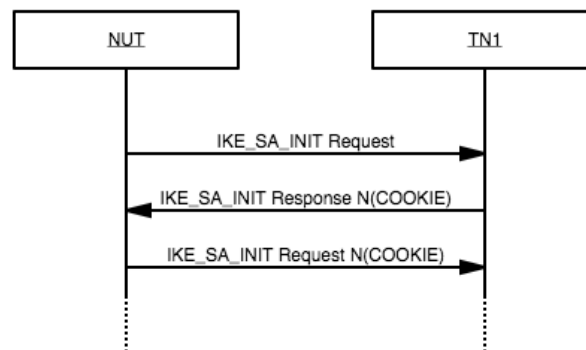 NUT
TN1
IKE_SA_INIT Request
IKE_SA_INIT Response N(COOKIE)
IKE_SA_INIT Request N(COOKIE)